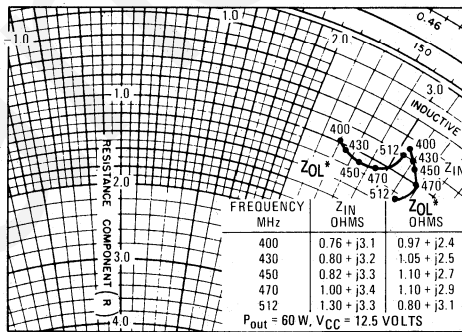 0.46
150
1.0
2.0
3.0
1.0
INDUCTIVE
1.0
RESISTANCE COMPONENT (R)
2.0
3.0
4.0
400
430
450
470
512
ZOL*
400
430
450
470
512
ZIN
ZOL*
FREQUENCY MHz ZIN OHMS ZOL* OHMS
400 0.76 + j3.1 0.97 + j2.4
430 0.80 + j3.2 1.05 + j2.5
450 0.82 + j3.3 1.10 + j2.7
470 1.00 + j3.4 1.10 + j2.9
512 1.30 + j3.3 0.80 + j3.1
Pout = 60 W, VCC = 12.5 VOLTS